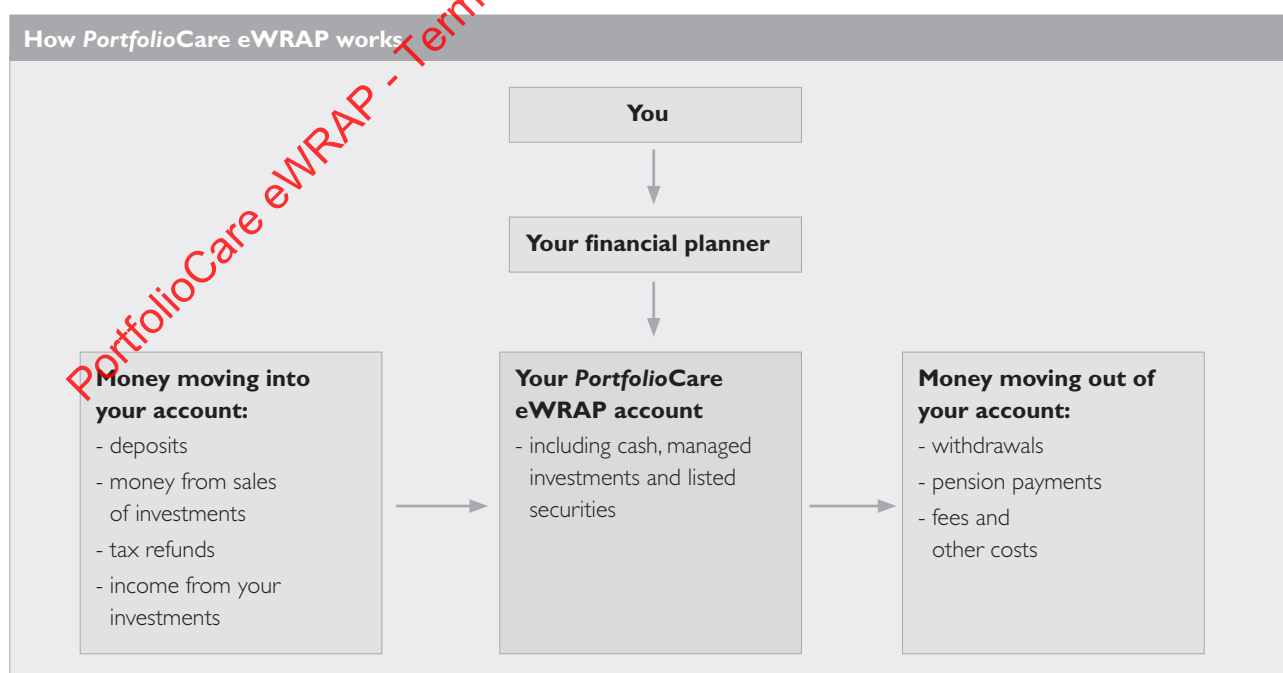 How PortfolioCare eWRAP works
PortfolioCare eWRAP - Term
You
Your financial planner
Money moving into
your account:
- deposits
- money from sales
of investments
- tax refunds
- income from your
investments
Your PortfolioCare
eWRAP account
- including cash, managed
investments and listed
securities
Money moving out of
your account:
- withdrawals
- pension payments
- fees and
other costs